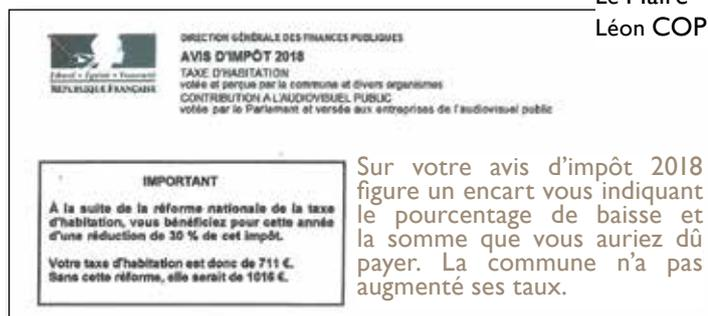 Le Maire
Léon COP
DIRECTION GÉNÉRALE DES FINANCES PUBLIQUES
AVIS D'IMPÔT 2018
TAXE D'HABITATION
votée et perçue par la commune et divers organismes
CONTRIBUTION A L'AUDIOVISUEL PUBLIC
votée par le Parlement et versée aux entreprises de l'audiovisuel public
Liberté • Égalité • Fraternité
RÉPUBLIQUE FRANÇAISE
IMPORTANT
À la suite de la réforme nationale de la taxe
d'habitation, vous bénéficiez pour cette année
d'une réduction de 30 % de cet impôt.
Votre taxe d'habitation est donc de 711 €.
Sans cette réforme, elle serait de 1016 €.
Sur votre avis d'impôt 2018
figure un encart vous indiquant
le pourcentage de baisse et
la somme que vous auriez dû
payer. La commune n'a pas
augmenté ses taux.